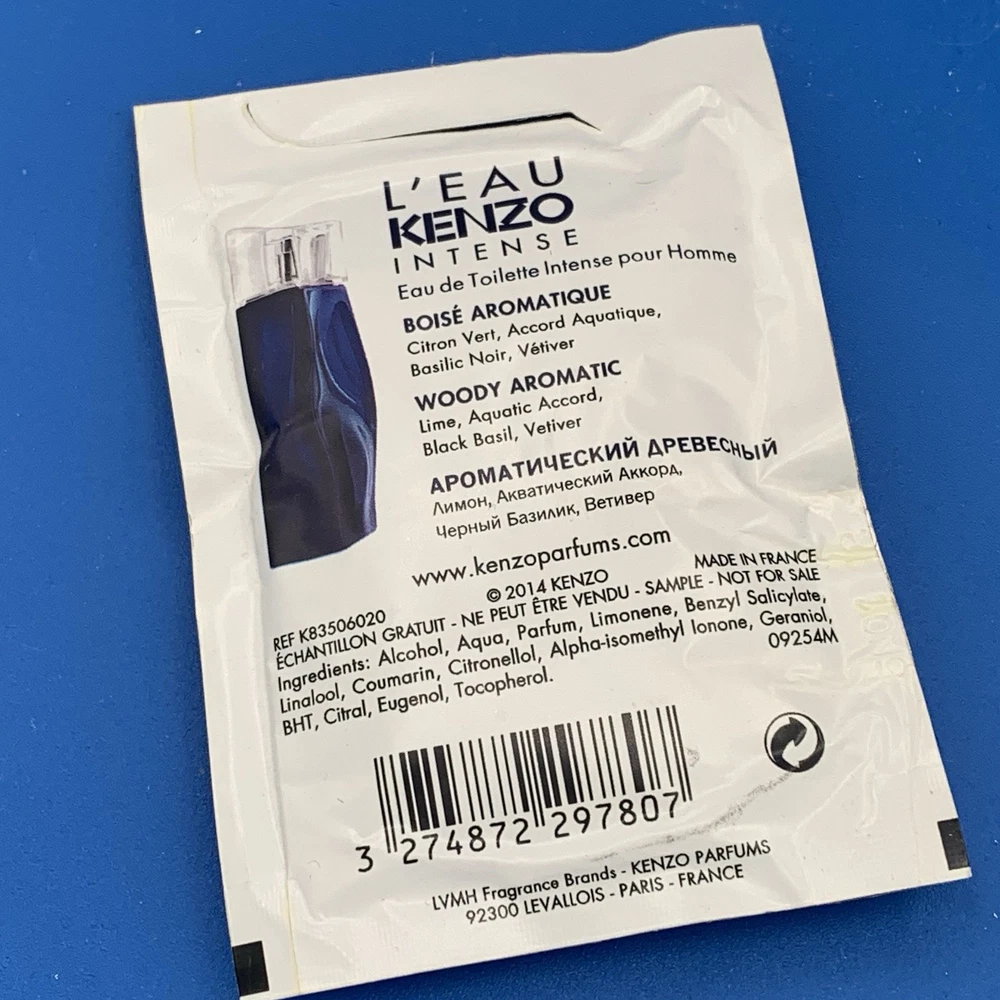 L'EAU
KENZO
INTENSE
Eau de Toilette Intense pour Homme
BOISÉ AROMATIQUE
Citron Vert, Accord Aquatique,
Basilic Noir, Vétiver
WOODY AROMATIC
Lime, Aquatic Accord,
Black Basil, Vetiver
АРОМАТИЧЕСКИЙ ДРЕВЕСНЫЙ
Лимон, Акватический Аккорд,
Черный Базилик, Ветивер
www.kenzoparfums.com
© 2014 KENZO
MADE IN FRANCE
REF K83506020
ÉCHANTILLON GRATUIT - NE PEUT ÊTRE VENDU - SAMPLE - NOT FOR SALE
Ingredients: Alcohol, Aqua, Parfum, Limonene, Benzyl Salicylate,
Linalool, Coumarin, Citronellol, Alpha-isomethyl Ionone, Geraniol,
BHT, Citral, Eugenol, Tocopherol.
09254M
3 274872 297807
LVMH Fragrance Brands - KENZO PARFUMS
92300 LEVALLOIS - PARIS - FRANCE